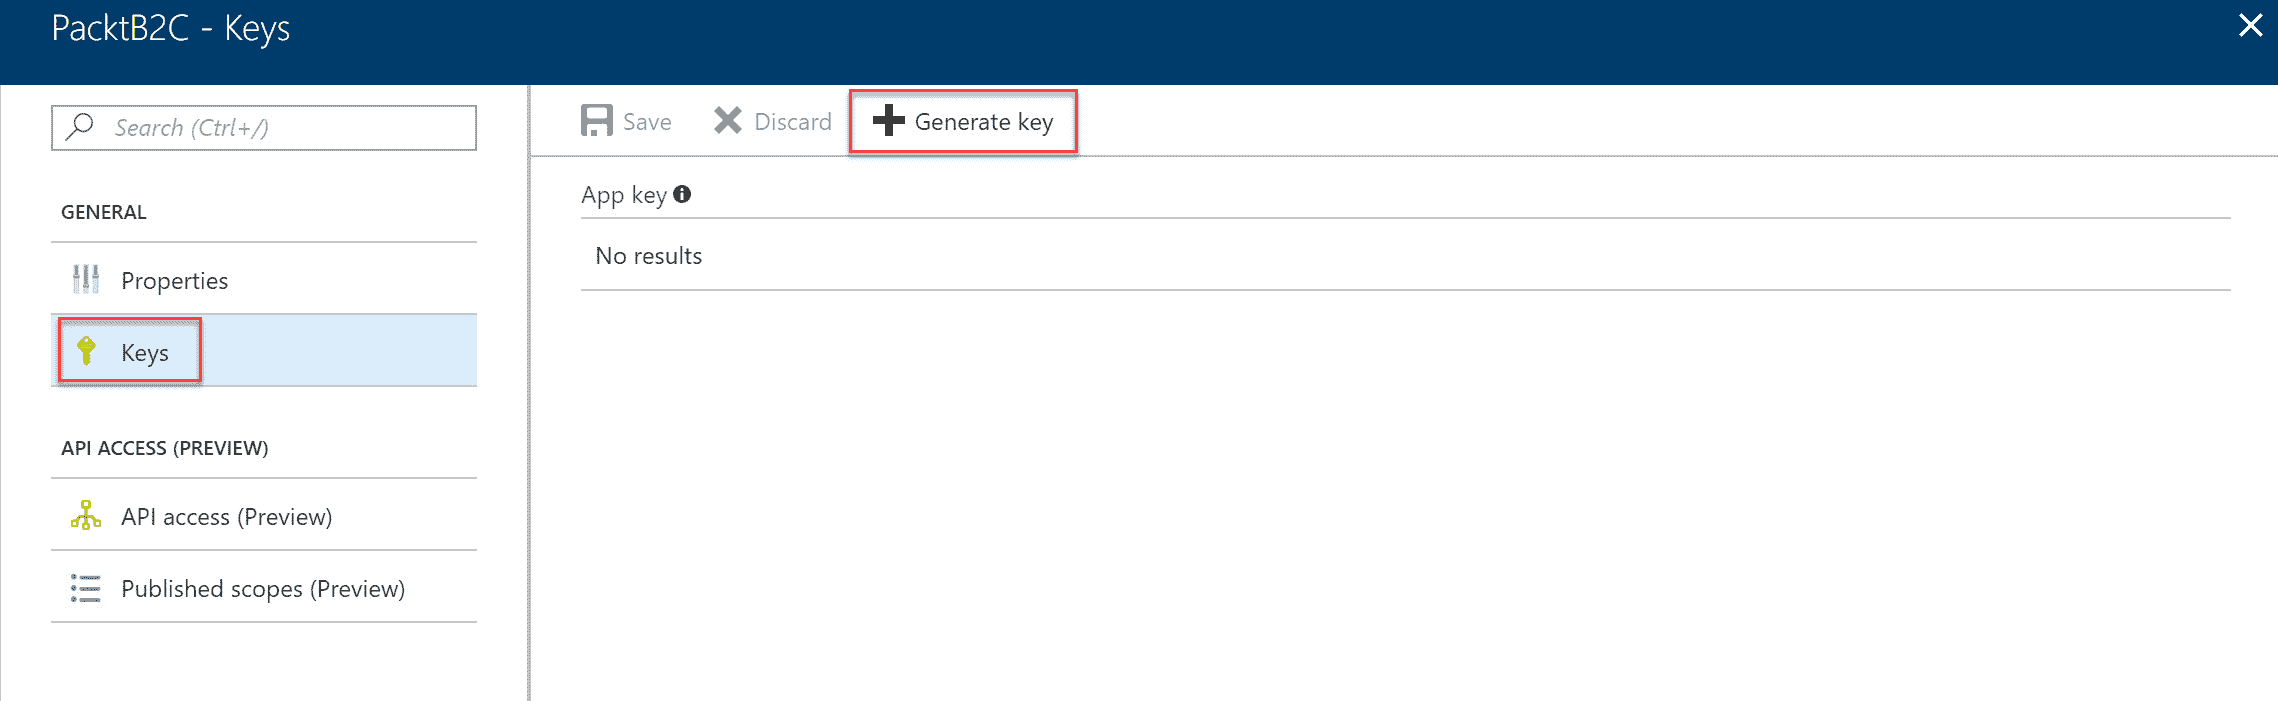 PacktB2C - Keys
Search (Ctrl+/)
GENERAL
Properties
Keys
API ACCESS (PREVIEW)
API access (Preview)
Published scopes (Preview)
Save Discard Generate key
App key
No results